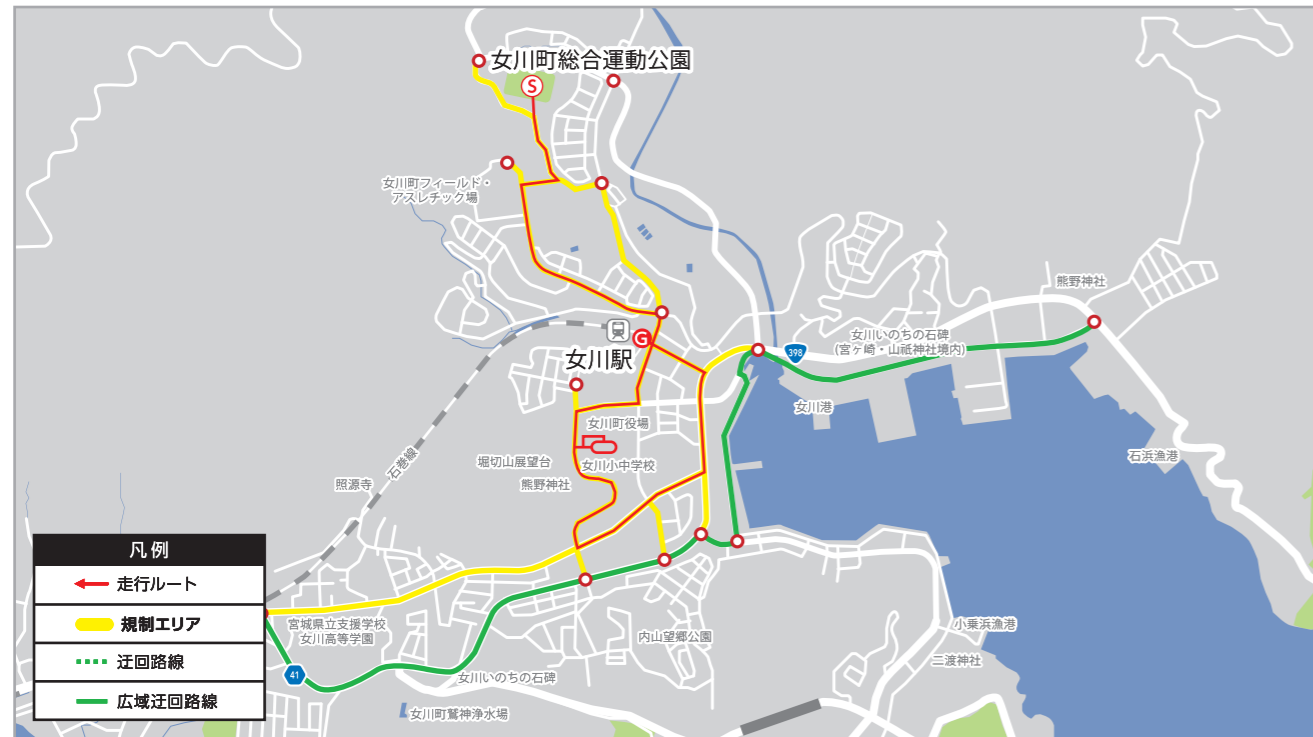 女川町総合運動公園
S
女川町フィールド・
アスレチック場
熊野神社
女川いのちの石碑
(宮ヶ崎・山祇神社境内)
398
G
女川駅
女川港
女川町役場
石浜漁港
堀切山展望台
女川小中学校
石巻線
照源寺
熊野神社
凡例
走行ルート
規制エリア
迂回路線
広域迂回路線
宮城県立支援学校
女川高等学園
小乗浜漁港
内山望郷公園
二渡神社
41
女川いのちの石碑
女川町鷲神浄水場